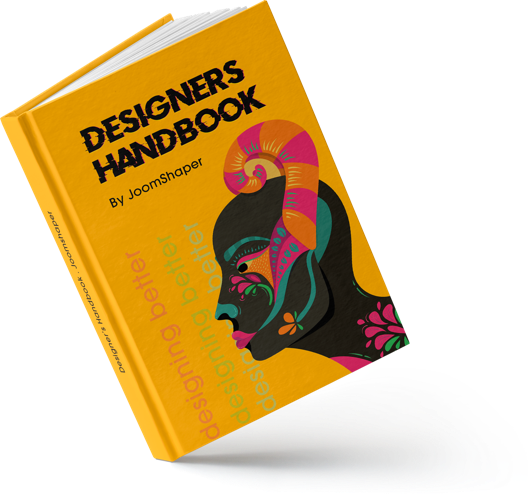 DESIGNERS
HANDBOOK
By JoomShaper
designing better
designing better
designing better
Designer's Handbook . Joomshaper